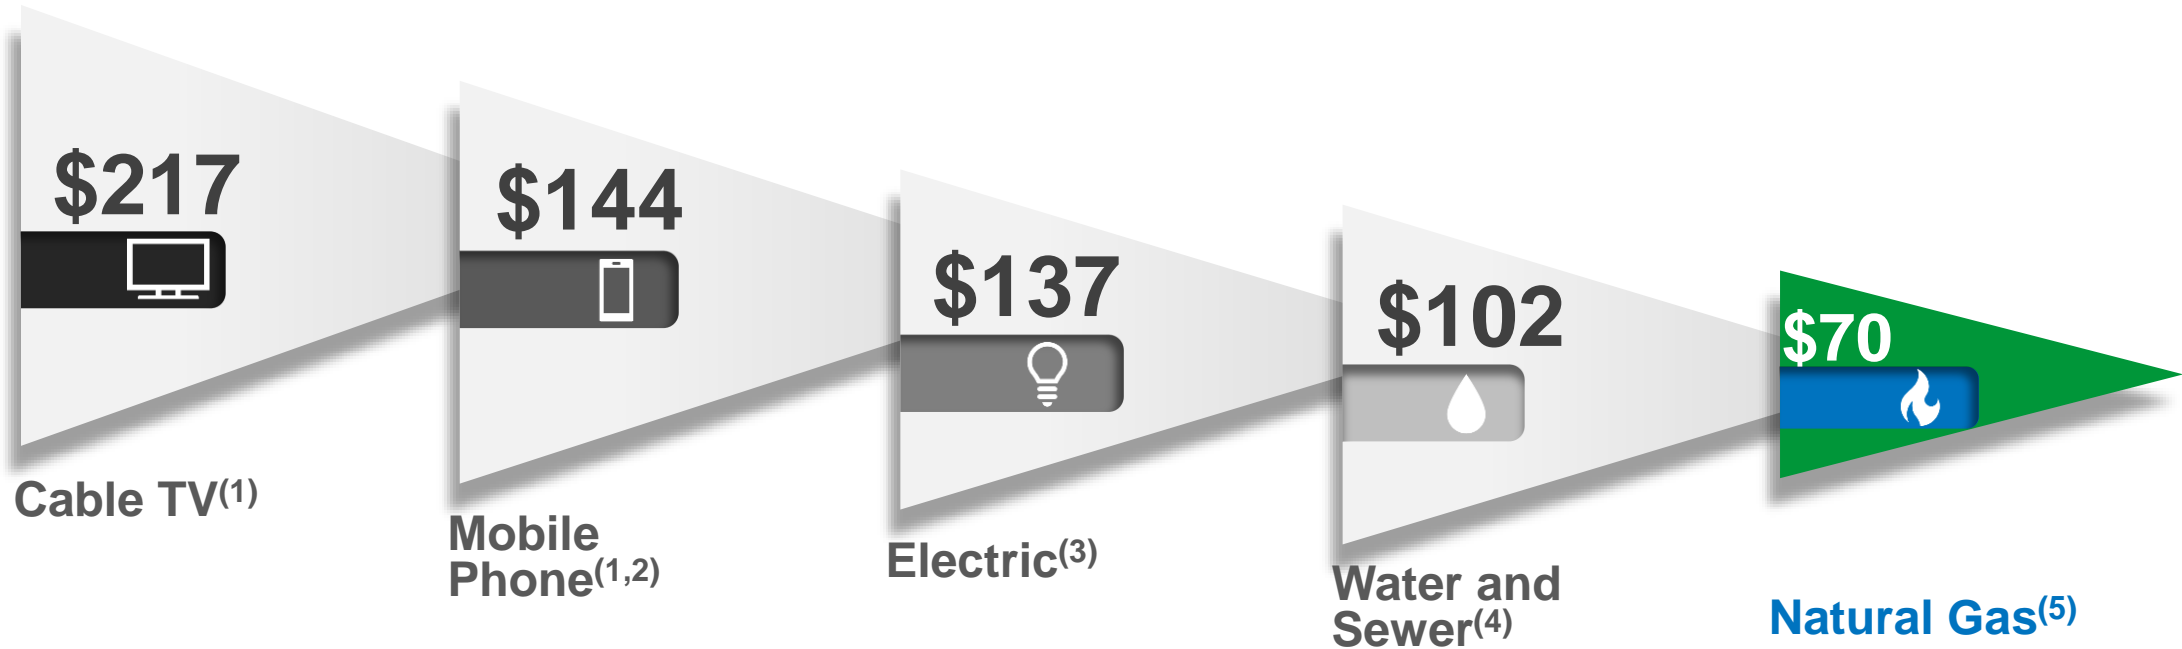 $217
Cable TV(1)
$144
Mobile
Phone(1,2)
$137
Electric(3)
$102
Water and
Sewer(4)
$70
Natural Gas(5)